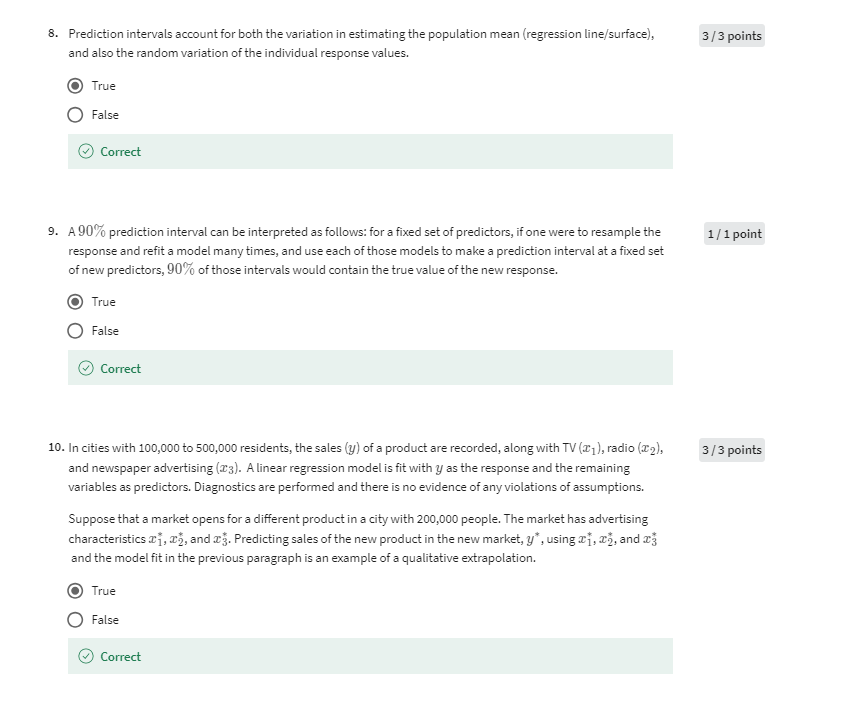 8. Prediction intervals account for both the variation in estimating the population mean (regression line/surface),
and also the random variation of the individual response values.
3 / 3 points
True
False
Correct
9. A 90% prediction interval can be interpreted as follows: for a fixed set of predictors, if one were to resample the
response and refit a model many times, and use each of those models to make a prediction interval at a fixed set
of new predictors, 90% of those intervals would contain the true value of the new response.
1 / 1 point
True
False
Correct
10. In cities with 100,000 to 500,000 residents, the sales (y) of a product are recorded, along with TV (x₁), radio (x₂),
and newspaper advertising (x₃). A linear regression model is fit with y as the response and the remaining
variables as predictors. Diagnostics are performed and there is no evidence of any violations of assumptions.
3 / 3 points
Suppose that a market opens for a different product in a city with 200,000 people. The market has advertising
characteristics x₁*, x₂*, and x₃*. Predicting sales of the new product in the new market, y*, using x₁*, x₂*, and x₃*
and the model fit in the previous paragraph is an example of a qualitative extrapolation.
True
False
Correct